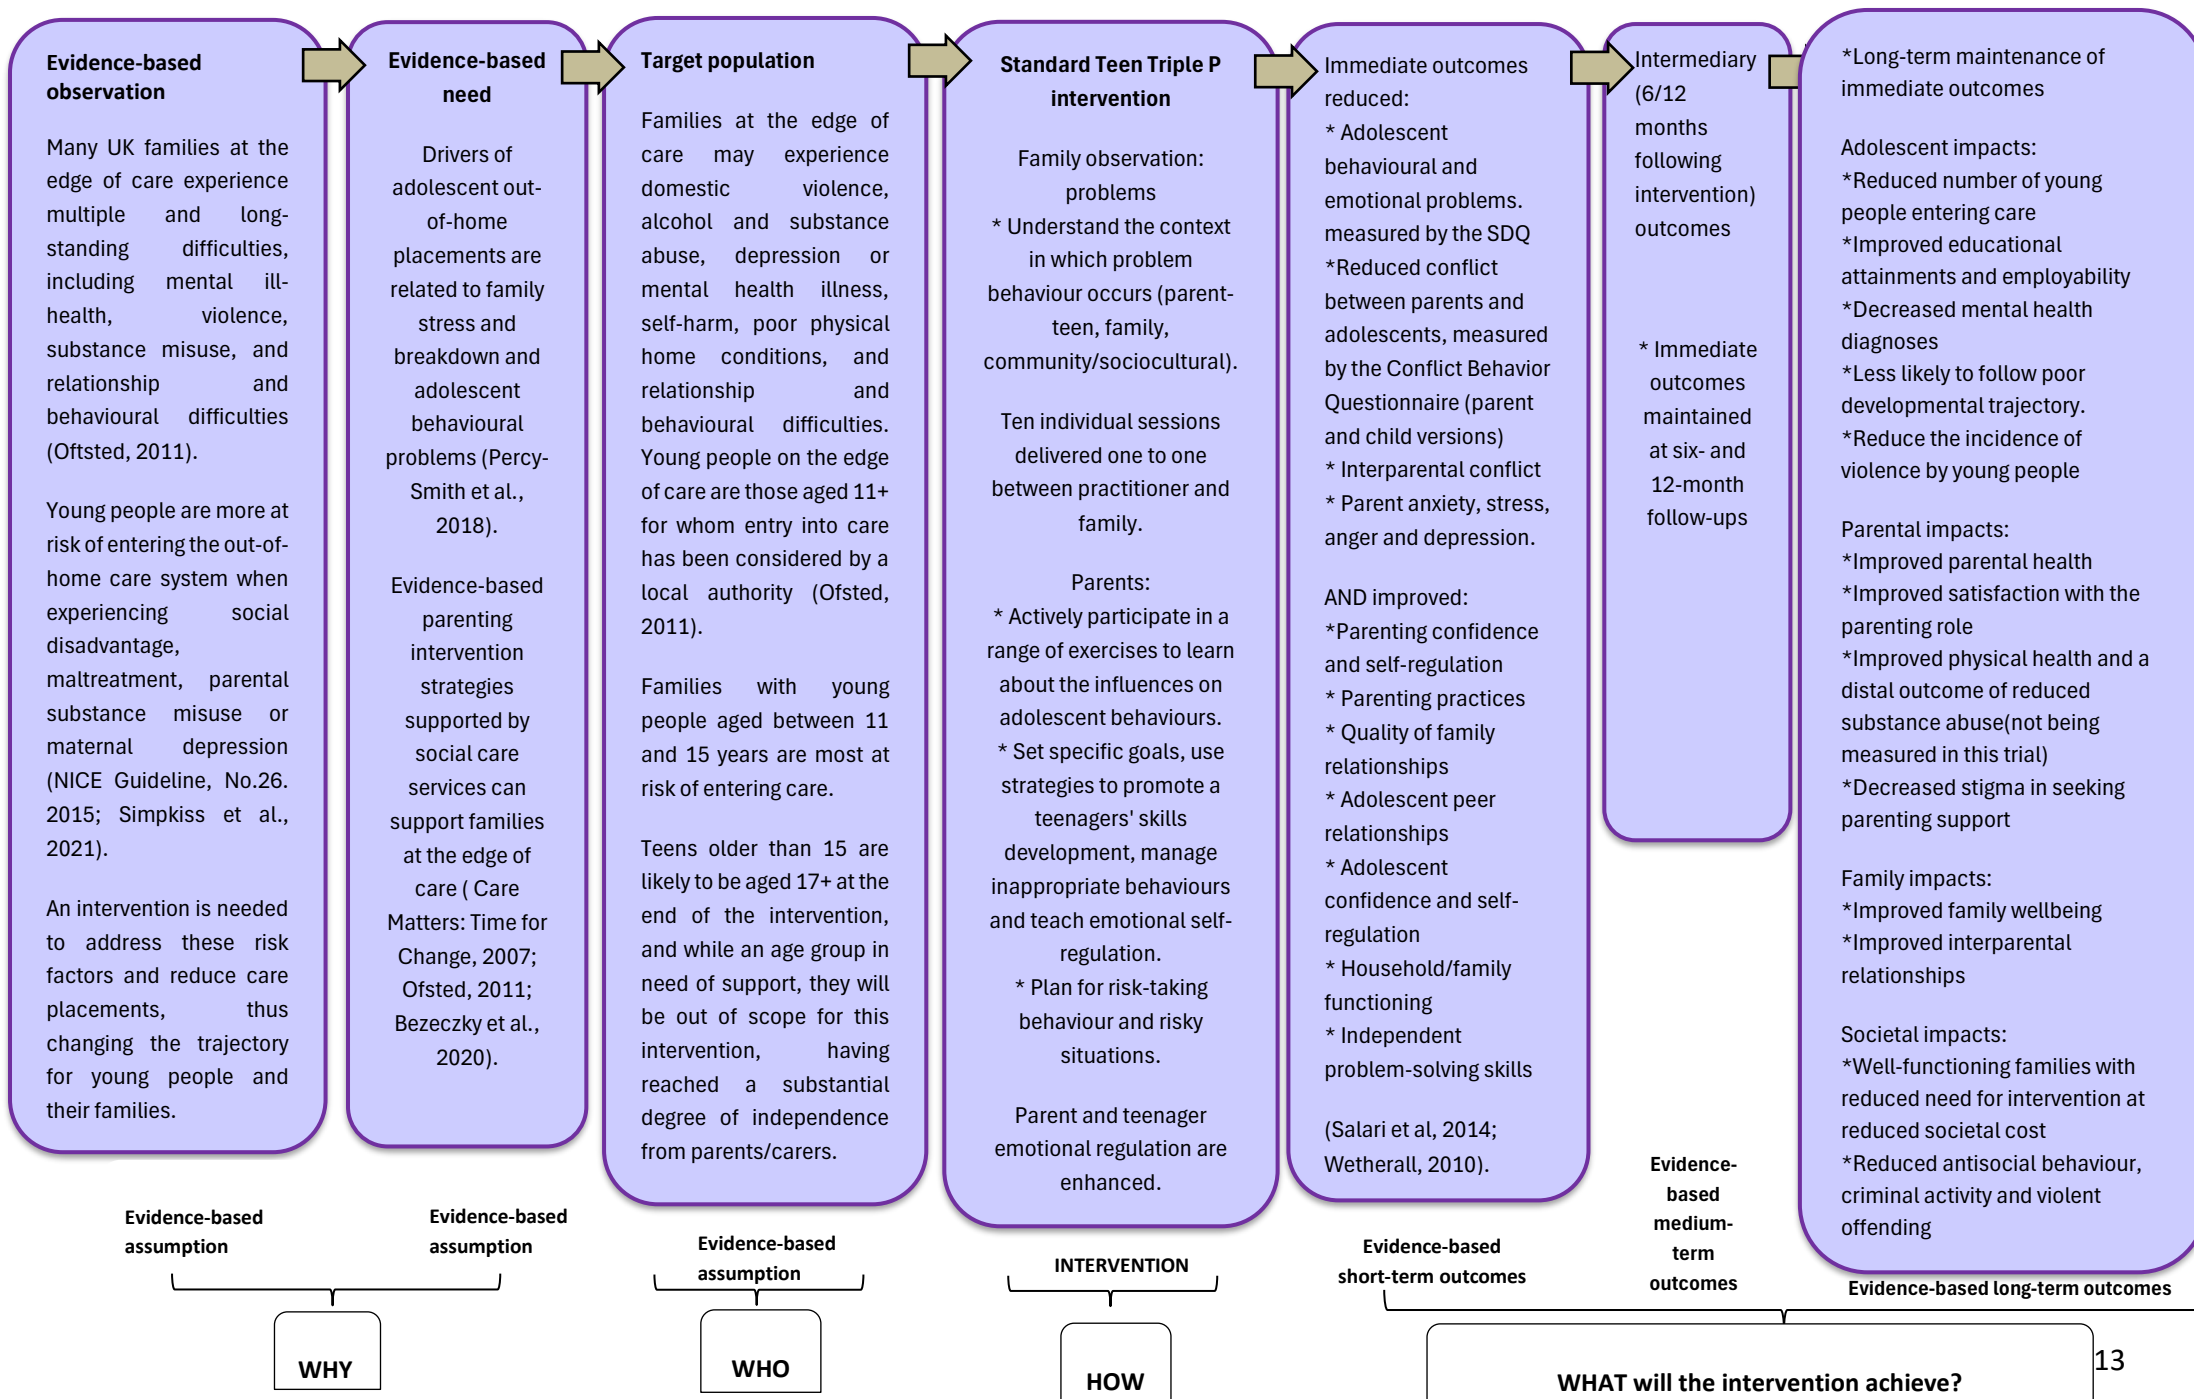 Evidence-based
observation
Many UK families at the
edge of care experience
multiple and long-
standing difficulties,
including mental ill-
health, violence,
substance misuse, and
relationship and
behavioural difficulties
(Oftsted, 2011).
Young people are more at
risk of entering the out-of-
home care system when
experiencing social
disadvantage,
maltreatment, parental
substance misuse or
maternal depression
(NICE Guideline, No.26.
2015; Simpkiss et al.,
2021).
An intervention is needed
to address these risk
factors and reduce care
placements, thus
changing the trajectory
for young people and
their families.
Evidence-based
need
Drivers of
adolescent out-
of-home
placements are
related to family
stress and
breakdown and
adolescent
behavioural
problems (Percy-
Smith et al.,
2018).
Evidence-based
parenting
intervention
strategies
supported by
social care
services can
support families
at the edge of
care ( Care
Matters: Time for
Change, 2007;
Ofsted, 2011;
Bezeczky et al.,
2020).
Target population
Families at the edge of
care may experience
domestic violence,
alcohol and substance
abuse, depression or
mental health illness,
self-harm, poor physical
home conditions, and
relationship and
behavioural difficulties.
Young people on the edge
of care are those aged 11+
for whom entry into care
has been considered by a
local authority (Ofsted,
2011).
Families with young
people aged between 11
and 15 years are most at
risk of entering care.
Teens older than 15 are
likely to be aged 17+ at the
end of the intervention,
and while an age group in
need of support, they will
be out of scope for this
intervention, having
reached a substantial
degree of independence
from parents/carers.
Standard Teen Triple P
intervention
Family observation:
problems
* Understand the context
in which problem
behaviour occurs (parent-
teen, family,
community/sociocultural).
Ten individual sessions
delivered one to one
between practitioner and
family.
Parents:
* Actively participate in a
range of exercises to learn
about the influences on
adolescent behaviours.
* Set specific goals, use
strategies to promote a
teenagers' skills
development, manage
inappropriate behaviours
and teach emotional self-
regulation.
* Plan for risk-taking
behaviour and risky
situations.
Parent and teenager
emotional regulation are
enhanced.
Immediate outcomes
reduced:
* Adolescent
behavioural and
emotional problems.
measured by the SDQ
*Reduced conflict
between parents and
adolescents, measured
by the Conflict Behavior
Questionnaire (parent
and child versions)
* Interparental conflict
* Parent anxiety, stress,
anger and depression.
AND improved:
*Parenting confidence
and self-regulation
* Parenting practices
* Quality of family
relationships
* Adolescent peer
relationships
* Adolescent
confidence and self-
regulation
* Household/family
functioning
* Independent
problem-solving skills
(Salari et al, 2014;
Wetherall, 2010).
Intermediary
(6/12
months
following
intervention)
outcomes
* Immediate
outcomes
maintained
at six- and
12-month
follow-ups
*Long-term maintenance of
immediate outcomes
Adolescent impacts:
*Reduced number of young
people entering care
*Improved educational
attainments and employability
*Decreased mental health
diagnoses
*Less likely to follow poor
developmental trajectory.
*Reduce the incidence of
violence by young people
Parental impacts:
*Improved parental health
*Improved satisfaction with the
parenting role
*Improved physical health and a
distal outcome of reduced
substance abuse(not being
measured in this trial)
*Decreased stigma in seeking
parenting support
Family impacts:
*Improved family wellbeing
*Improved interparental
relationships
Societal impacts:
*Well-functioning families with
reduced need for intervention at
reduced societal cost
*Reduced antisocial behaviour,
criminal activity and violent
offending
Evidence-based
assumption
Evidence-based
assumption
Evidence-based
assumption
INTERVENTION
Evidence-based
short-term outcomes
Evidence-
based
medium-
term
outcomes
Evidence-based long-term outcomes
WHY
WHO
HOW
WHAT will the intervention achieve?
13